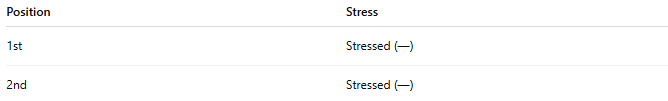 Position Stress
1st Stressed (—)
2nd Stressed (—)